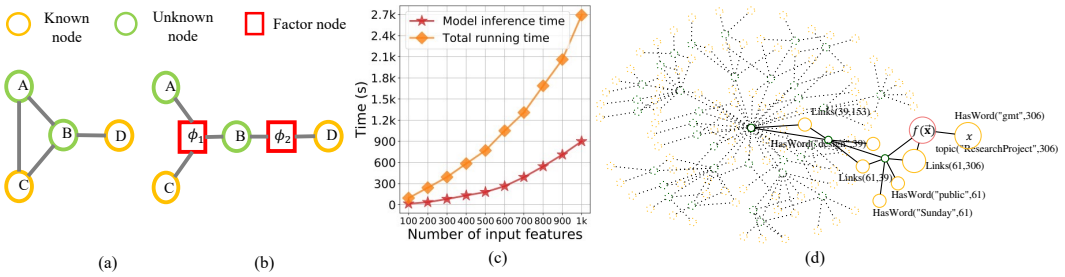 Known node
Unknown node
Factor node
A
B
C
D
(a)
A
ϕ1
B
ϕ2
D
C
(b)
Model inference time
Total running time
Time (s)
2.7k
2.4k
2.1k
1.8k
1.5k
1.2k
900
600
300
0
100 200 300 400 500 600 700 800 900 1k
Number of input features
(c)
Links(39,153)
HasWord("gmt",306)
f(x̄)
x
HasWord("design",39)
topic("ResearchProject",306)
Links(61,306)
Links(61,39)
HasWord("public",61)
HasWord("Sunday",61)
(d)